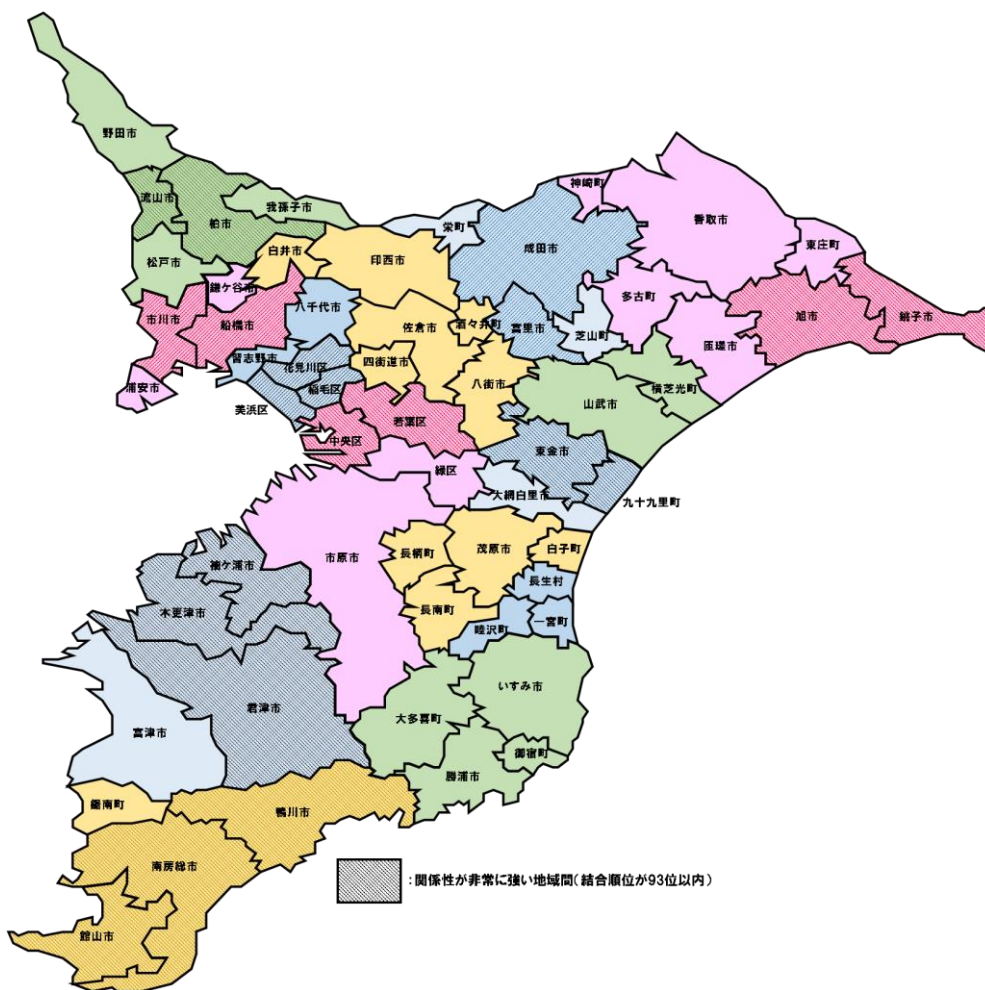 野田市
流山市
柏市
我孫子市
松戸市
鎌ケ谷市
白井市
印西市
栄町
成田市
神崎町
香取市
東庄町
市川市
船橋市
八千代市
佐倉市
酒々井町
富里市
芝山町
多古町
匝瑳市
旭市
銚子市
浦安市
習志野市
花見川区
四街道市
八街市
山武市
横芝光町
稲毛区
美浜区
中央区
若葉区
東金市
緑区
大網白里市
九十九里町
市原市
長柄町
茂原市
白子町
袖ケ浦市
長生村
木更津市
長南町
睦沢町
一宮町
いすみ市
君津市
大多喜町
富津市
御宿町
勝浦市
鋸南町
鴨川市
南房総市
館山市
:関係性が非常に強い地域間(結合順位が93位以内)